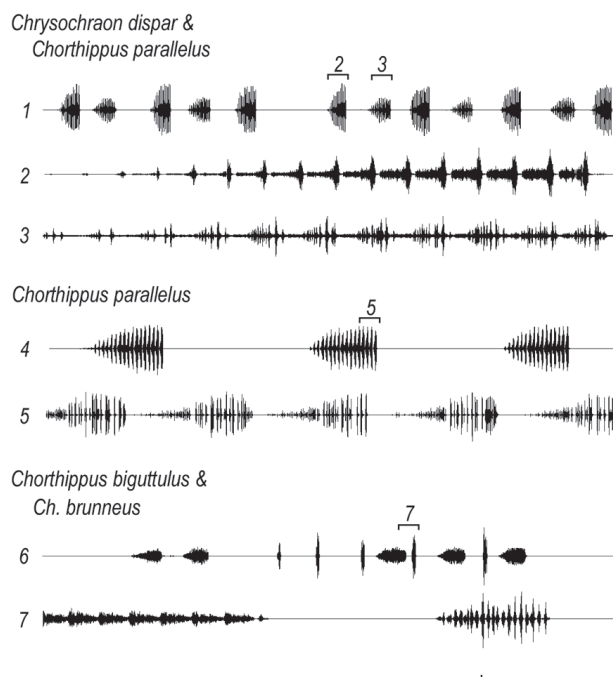 Chrysochraon dispar &
Chorthippus parallelus
2 3
1
2
3
Chorthippus parallelus
5
4
5
Chorthippus biguttulus &
Ch. brunneus
7
6
7